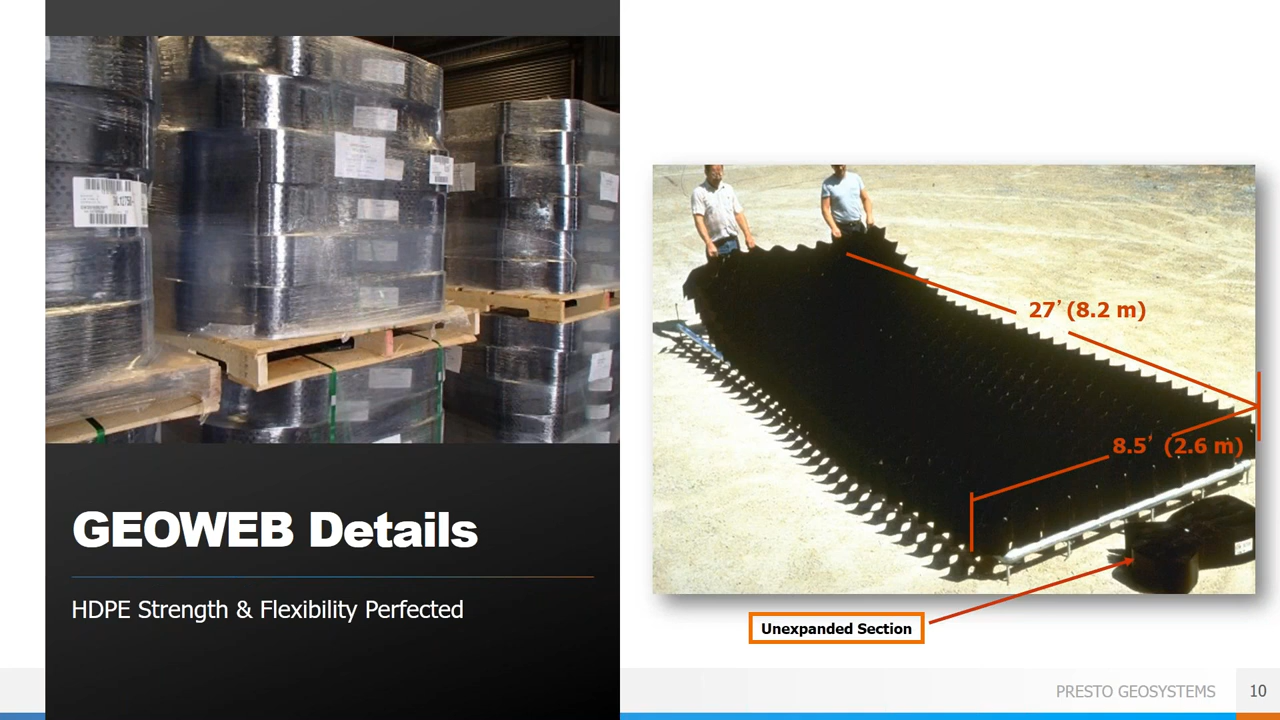 GEOWEB Details
HDPE Strength & Flexibility Perfected
27’ (8.2 m)
8.5’ (2.6 m)
Unexpanded Section
PRESTO GEOSYSTEMS
10